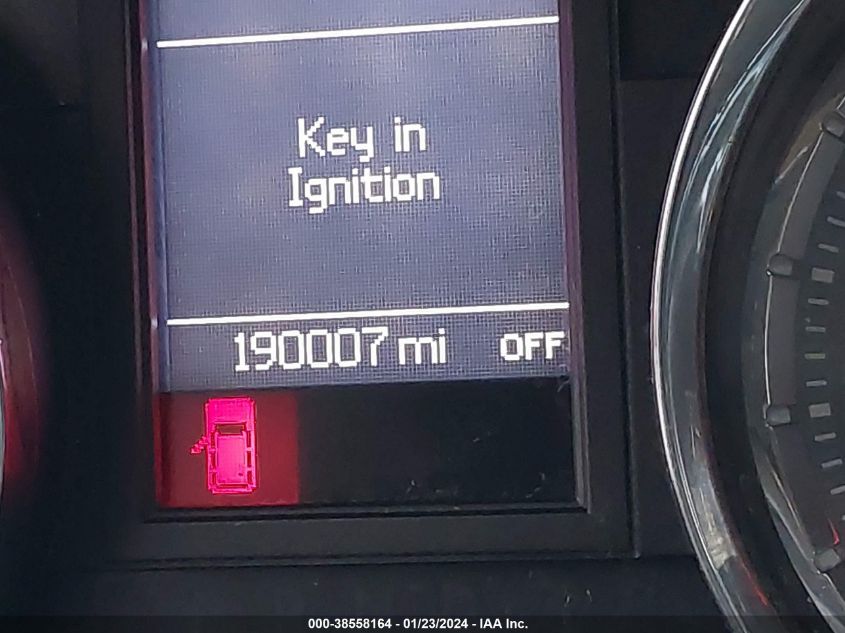 Key in
Ignition
190007 mi OFF
000-38558164 - 01/23/2024 - IAA Inc.